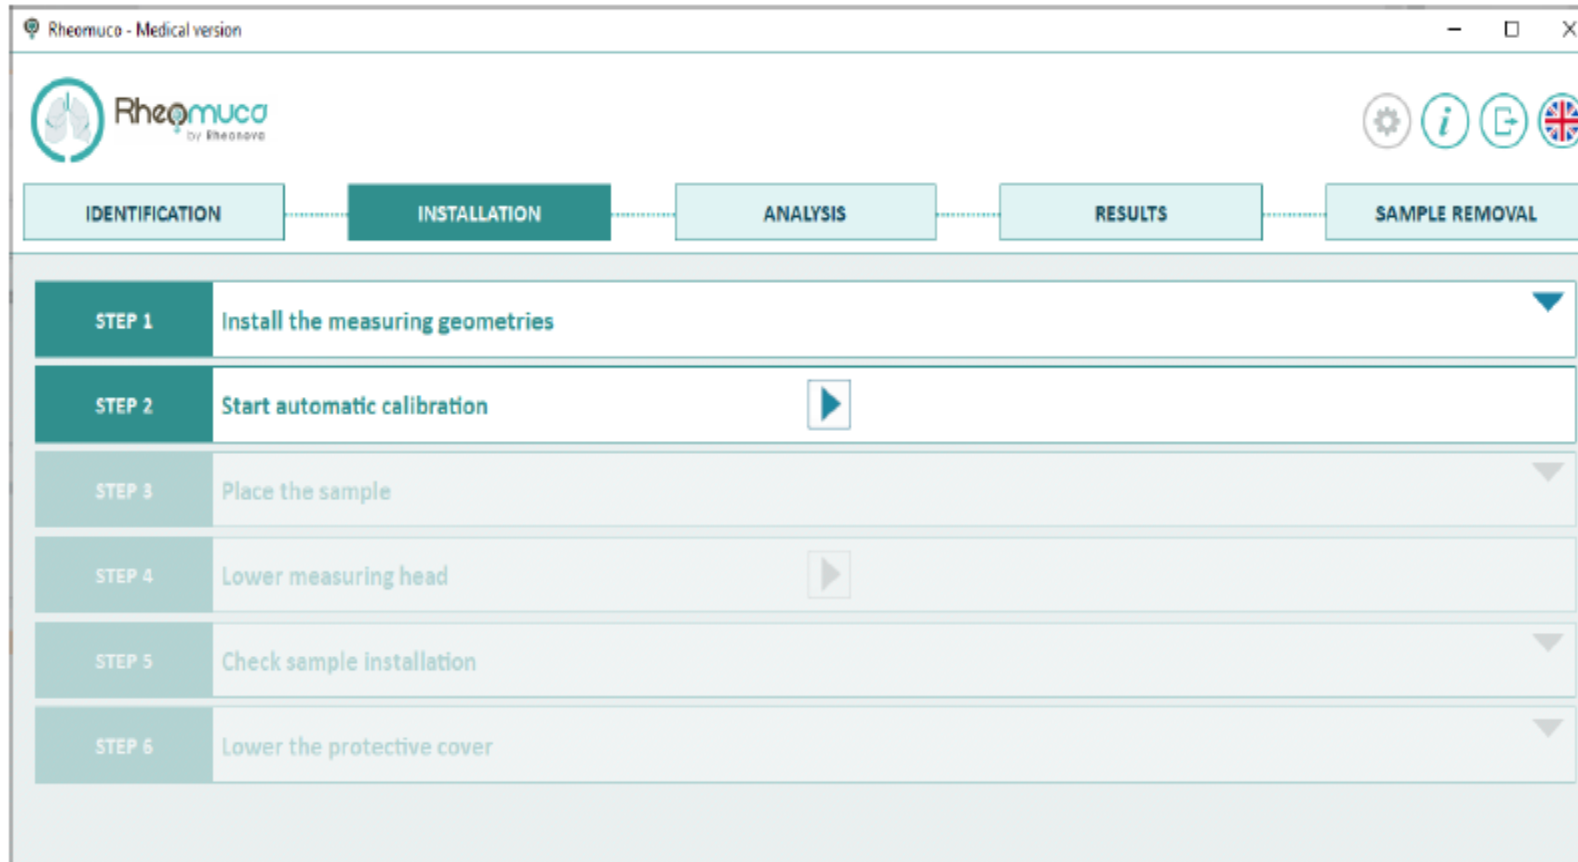 Rheomuco - Medical version
Rheomuco
by Rheonova
i
IDENTIFICATION
INSTALLATION
ANALYSIS
RESULTS
SAMPLE REMOVAL
STEP 1 Install the measuring geometries
STEP 2 Start automatic calibration
STEP 3 Place the sample
STEP 4 Lower measuring head
STEP 5 Check sample installation
STEP 6 Lower the protective cover